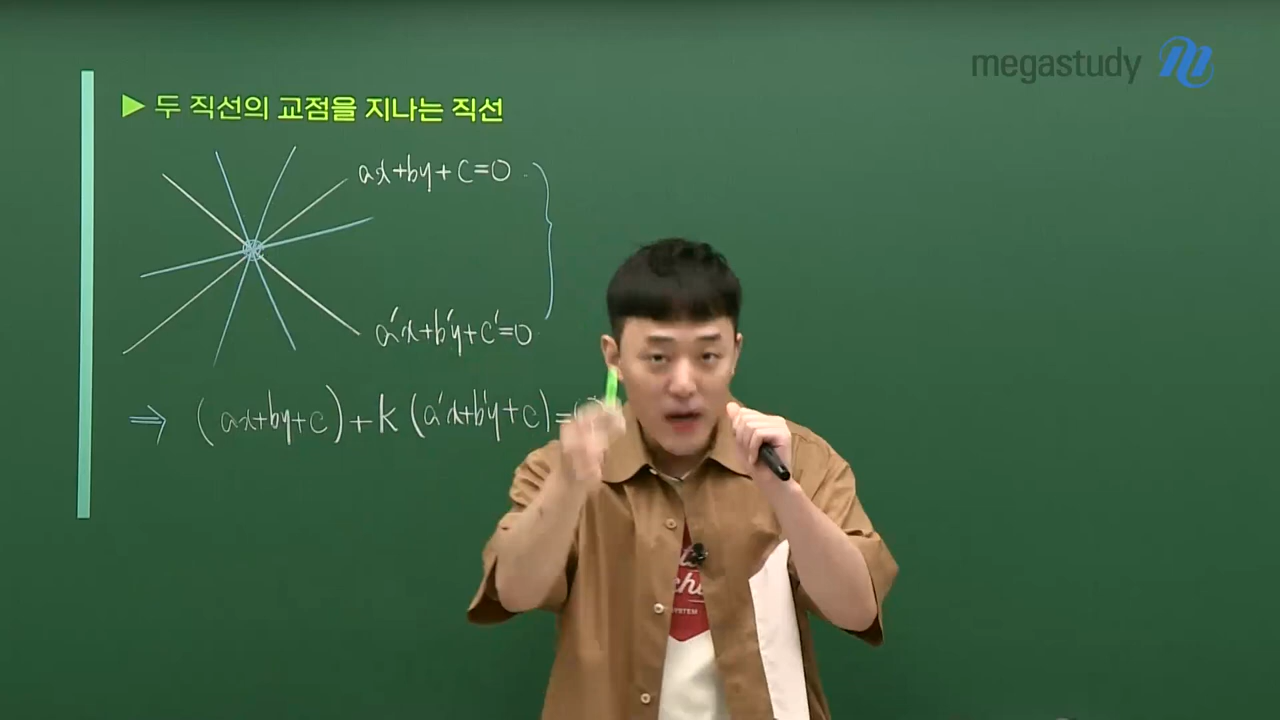 megastudy
▶ 두 직선의 교점을 지나는 직선
ax+by+c=0
a'x+b'y+c'=0
⇒ (ax+by+c)+k(a'x+b'y+c)=
SYSTEM